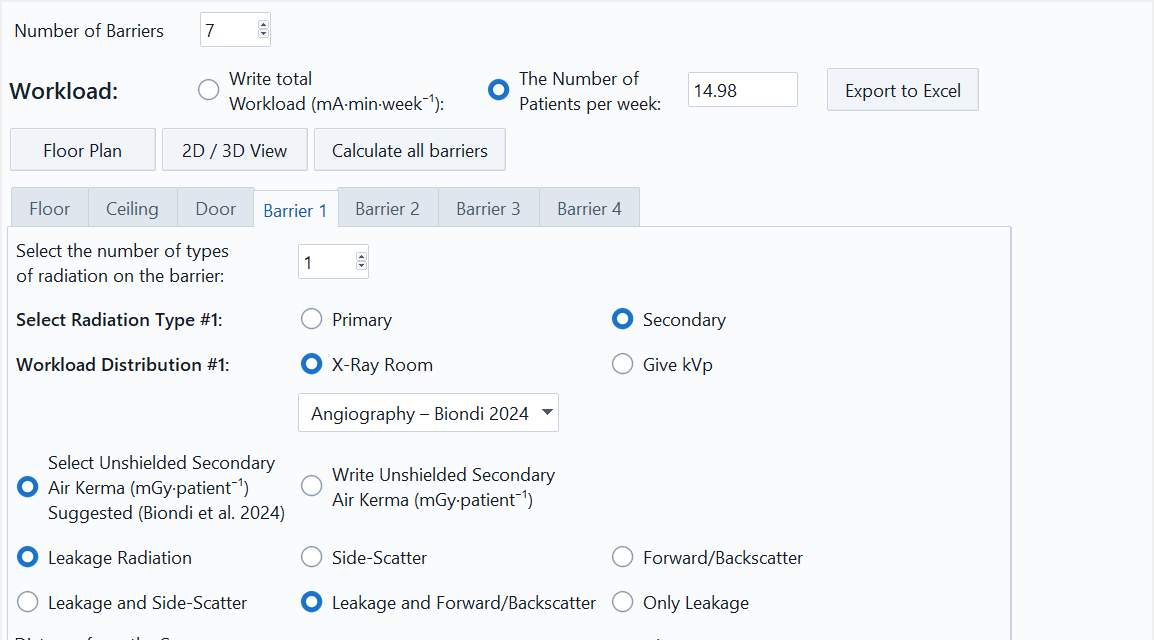 Number of Barriers 7
Write total The Number of
Workload: Workload (mA·min·week⁻¹): Patients per week: 14.98 Export to Excel
Floor Plan 2D / 3D View Calculate all barriers
Floor Ceiling Door Barrier 1 Barrier 2 Barrier 3 Barrier 4
Select the number of types
of radiation on the barrier: 1
Select Radiation Type #1: Primary Secondary
Workload Distribution #1: X-Ray Room Give kVp
Angiography – Biondi 2024
Select Unshielded Secondary
Air Kerma (mGy·patient⁻¹)
Suggested (Biondi et al. 2024)
Write Unshielded Secondary
Air Kerma (mGy·patient⁻¹)
Leakage Radiation Side-Scatter Forward/Backscatter
Leakage and Side-Scatter Leakage and Forward/Backscatter Only Leakage